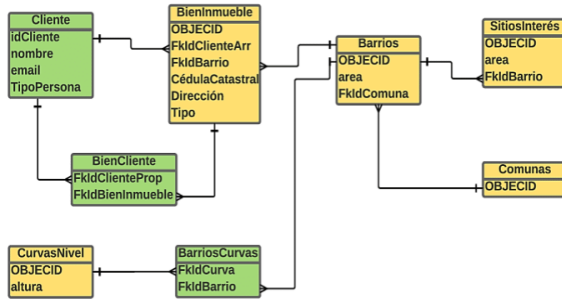 Cliente
idCliente
nombre
email
TipoPersona
BienInmueble
OBJECID
FkIdClienteArr
FkIdBarrio
CédulaCatastral
Dirección
Tipo
Barrios
OBJECID
area
FkIdComuna
SitiosInterés
OBJECID
area
FkIdBarrio
BienCliente
FkIdClienteProp
FkIdBienInmueble
Comunas
OBJECID
CurvasNivel
OBJECID
altura
BarriosCurvas
FkIdCurva
FkIdBarrio